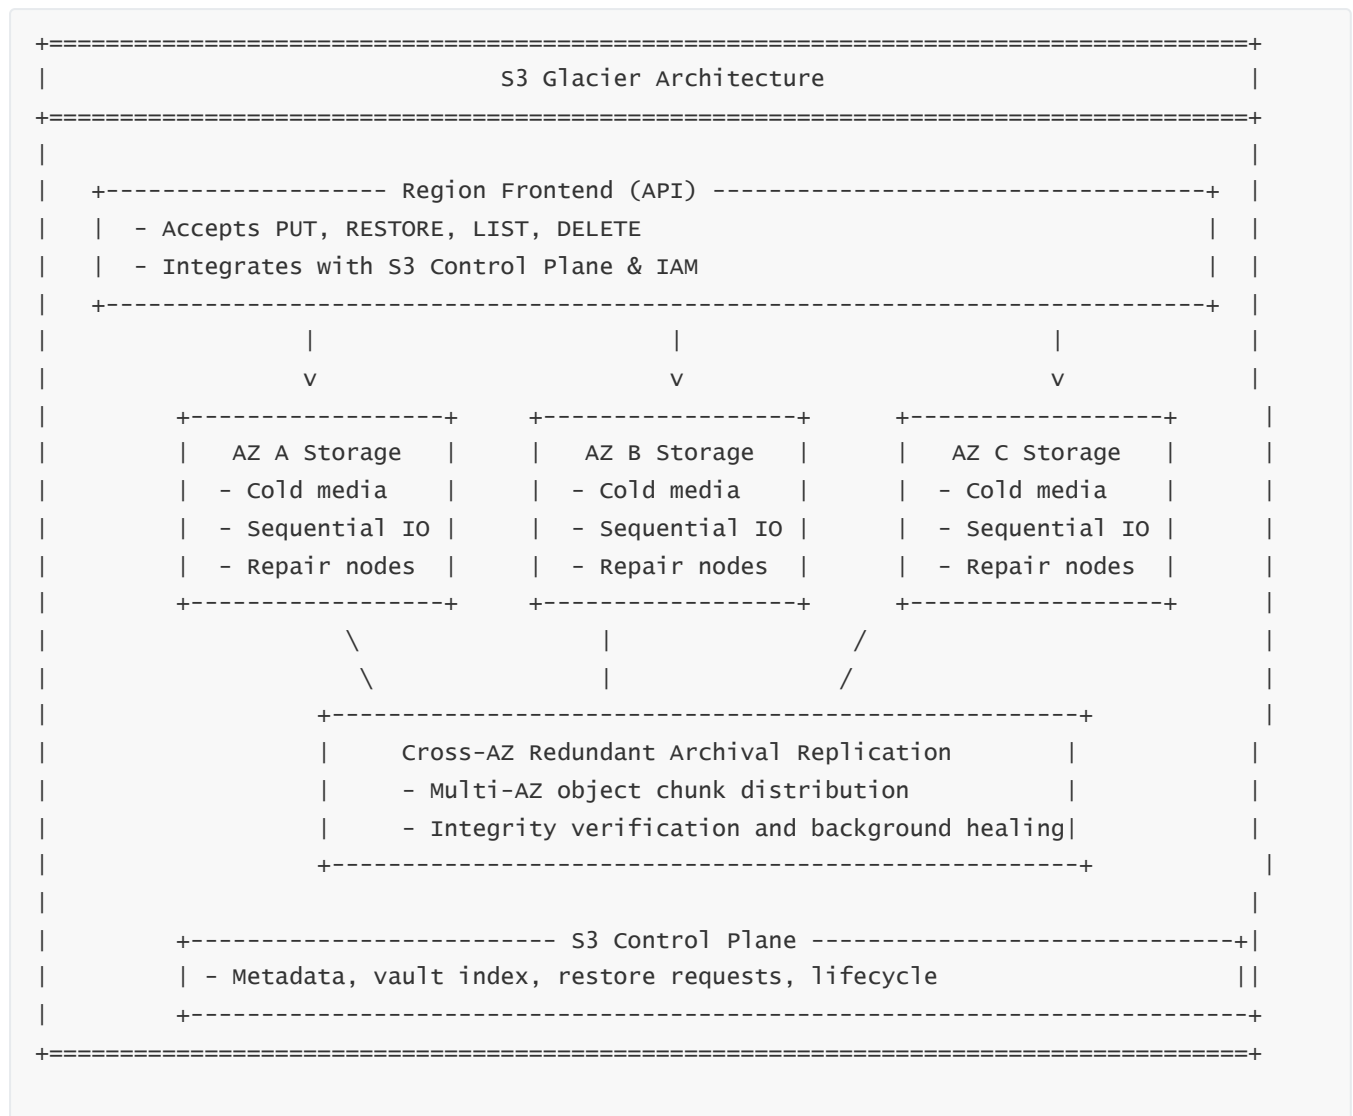 +=====================================================================================+
|                                S3 Glacier Architecture                              |
+=====================================================================================+
|                                                                                     |
|   +-------------------- Region Frontend (API) -----------------------------------+  |
|   |  - Accepts PUT, RESTORE, LIST, DELETE                                        |  |
|   |  - Integrates with S3 Control Plane & IAM                                    |  |
|   +------------------------------------------------------------------------------+  |
|                  |                         |                          |             |
|                  v                         v                          v             |
|         +------------------+     +------------------+      +------------------+      |
|         |   AZ A Storage   |     |   AZ B Storage   |      |   AZ C Storage   |      |
|         |  - Cold media    |     |  - Cold media    |      |  - Cold media    |      |
|         |  - Sequential IO |     |  - Sequential IO |      |  - Sequential IO |      |
|         |  - Repair nodes  |     |  - Repair nodes  |      |  - Repair nodes  |      |
|         +------------------+     +------------------+      +------------------+      |
|                     \                 |                 /                            |
|                      \                |                /                             |
|                   +-----------------------------------------------------+            |
|                   |     Cross-AZ Redundant Archival Replication        |            |
|                   |     - Multi-AZ object chunk distribution           |            |
|                   |     - Integrity verification and background healing|            |
|                   +-----------------------------------------------------+            |
|                                                                                     |
|         +-------------------------- S3 Control Plane ------------------------------+|
|         | - Metadata, vault index, restore requests, lifecycle                     ||
|         +---------------------------------------------------------------------------+
+=====================================================================================+